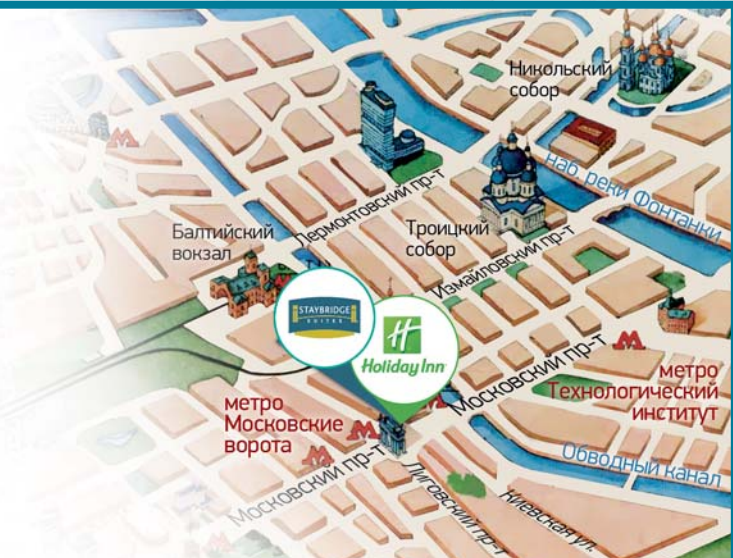 Никольский
собор
наб. реки Фонтанки
Лермонтовский пр-т
Троицкий
собор
Балтийский
вокзал
Измайловский пр-т
STAYBRIDGE
SUITES
H
Holiday Inn
Московский пр-т
метро
Технологический
институт
метро
Московские
ворота
Обводный канал
Московский пр-т
Лиговский пр-т
Киевская ул.